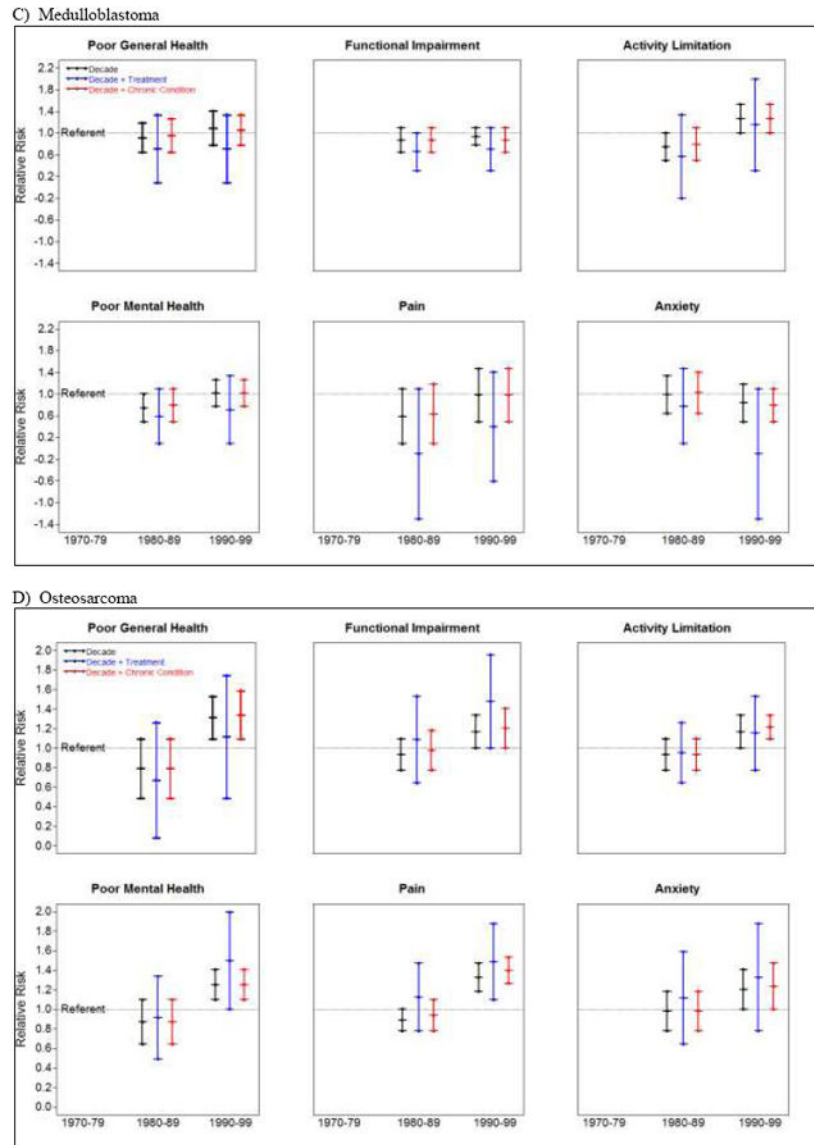 C) Medulloblastoma
Poor General Health
Functional Impairment
Activity Limitation
Decade
Decade + Treatment
Decade + Chronic Condition
Relative Risk
2.2
1.8
1.4
1.0
0.6
0.2
-0.2
-0.6
-1.0
-1.4
Referent
Poor Mental Health
Pain
Anxiety
Relative Risk
2.2
1.8
1.4
1.0
0.6
0.2
-0.2
-0.6
-1.0
-1.4
Referent
1970-79 1980-89 1990-99
1970-79 1980-89 1990-99
1970-79 1980-89 1990-99
D) Osteosarcoma
Poor General Health
Functional Impairment
Activity Limitation
Decade
Decade + Treatment
Decade + Chronic Condition
Relative Risk
2.0
1.8
1.6
1.4
1.2
1.0
0.8
0.6
0.4
0.2
0.0
Referent
Poor Mental Health
Pain
Anxiety
Relative Risk
2.0
1.8
1.6
1.4
1.2
1.0
0.8
0.6
0.4
0.2
0.0
Referent
1970-79 1980-89 1990-99
1970-79 1980-89 1990-99
1970-79 1980-89 1990-99